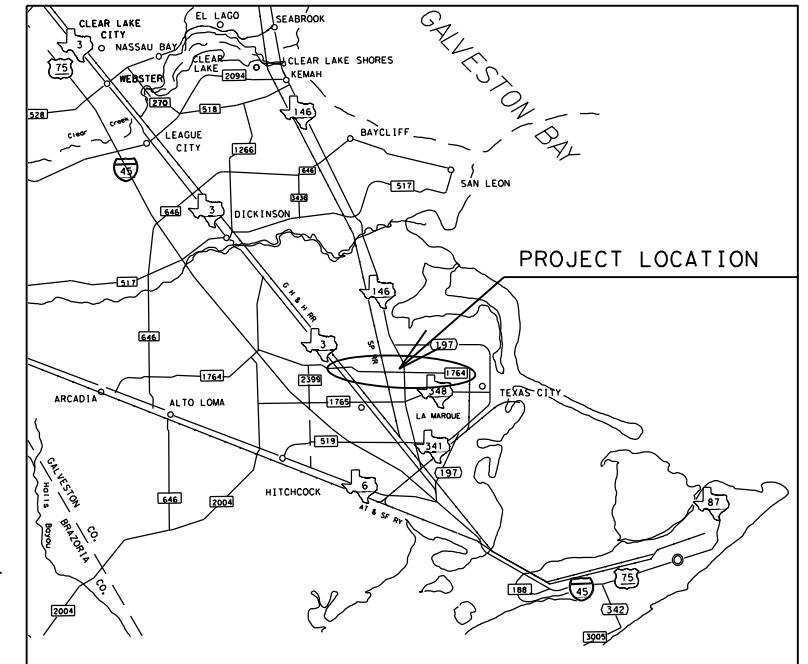 EL LAGO
SEABROOK
CLEAR LAKE
CITY
3
NASSAU BAY
75
WEBSTER
CLEAR
LAKE
CLEAR LAKE SHORES
2094
KEMAH
GALVESTON BAY
270
518
528
146
Clear Creek
LEAGUE
CITY
1266
BAYCLIFF
45
646
517
SAN LEON
3436
646
3
DICKINSON
PROJECT LOCATION
517
146
G H & H RR
646
3
SP RR
197
1764
2399
1764
348
TEXAS CITY
ARCADIA
ALTO LOMA
1765
LA MARQUE
519
341
197
HITCHCOCK
6
AT & SF RY
GALVESTON CO.
BRAZORIA CO.
Halls Bayou
646
2004
87
188
45
75
342
2004
3005